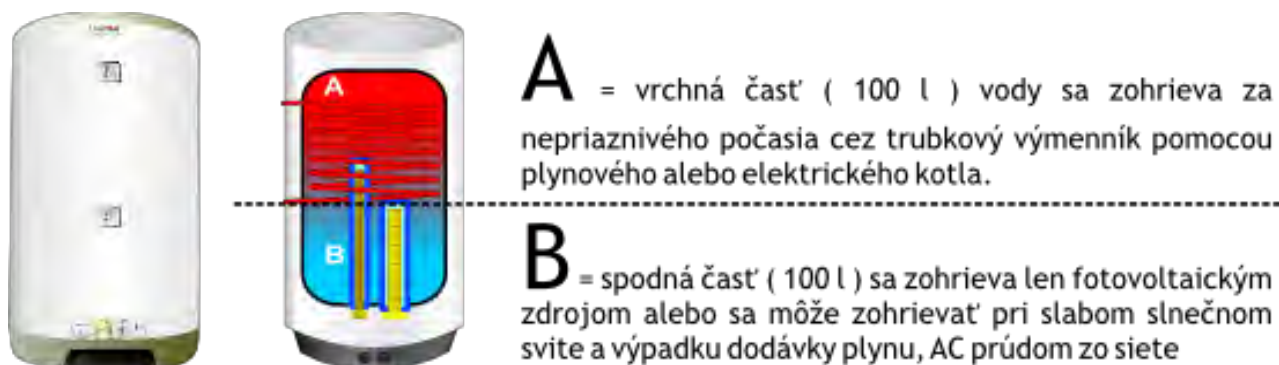 A = vrchná časť ( 100 l ) vody sa zohrieva za
nepriaznivého počasia cez trubkový výmenník pomocou
plynového alebo elektrického kotla.
A
B
B = spodná časť ( 100 l ) sa zohrieva len fotovoltaickým
zdrojom alebo sa môže zohrievať pri slabom slnečnom
svite a výpadku dodávky plynu, AC prúdom zo siete